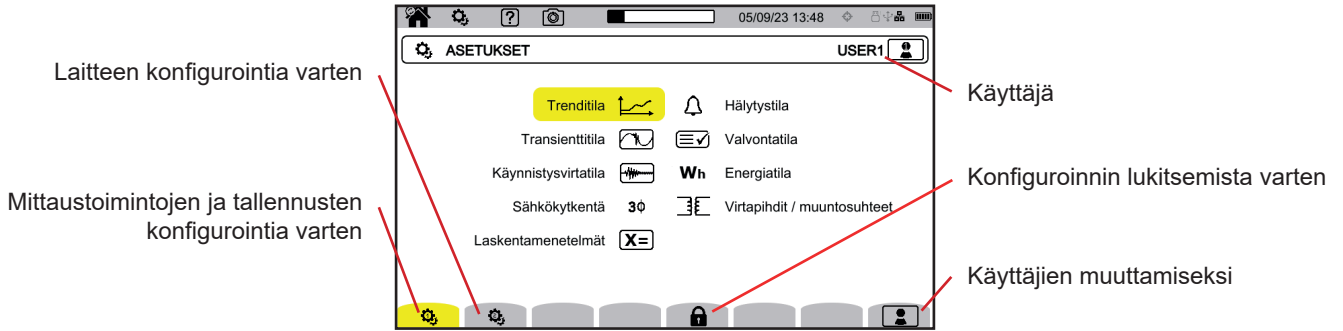 05/09/23 13:48
ASETUKSET
USER1
Laitteen konfigurointia varten
Käyttäjä
Trenditila
Hälytystila
Transienttitila
Valvontatila
Käynnistysvirtatila
Wh
Energiatila
Konfiguroinnin lukitsemista varten
Mittaustoimintojen ja tallennusten
konfigurointia varten
Sähkökytkentä
3Φ
Virtapihdit / muuntosuhteet
Laskentamenetelmät
X=
Käyttäjien muuttamiseksi